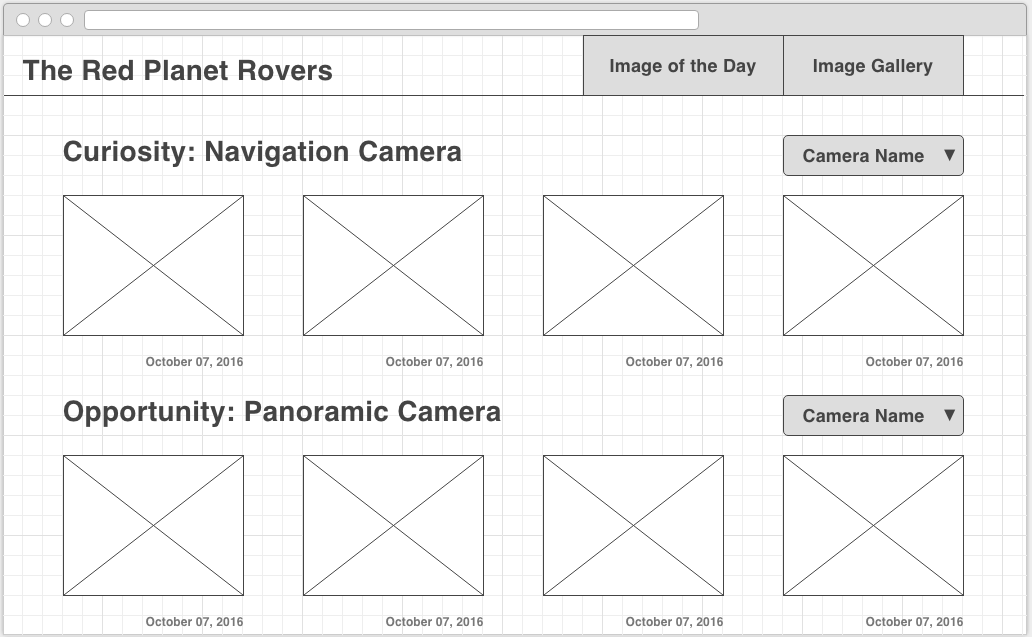 The Red Planet Rovers
Image of the Day
Image Gallery
Curiosity: Navigation Camera
Camera Name ▼
October 07, 2016
October 07, 2016
October 07, 2016
October 07, 2016
Opportunity: Panoramic Camera
Camera Name ▼
October 07, 2016
October 07, 2016
October 07, 2016
October 07, 2016